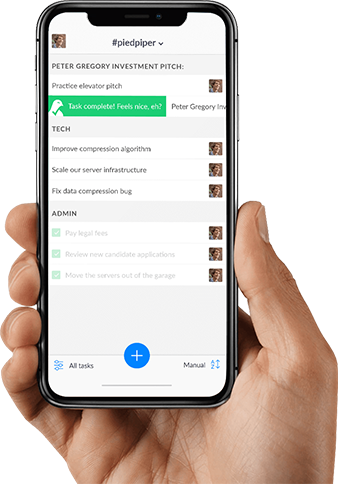 #piedpiper
PETER GREGORY INVESTMENT PITCH:
Practice elevator pitch
Task complete! Feels nice, eh? Peter Gregory Inv
TECH
Improve compression algorithm
Scale our server infrastructure
Fix data compression bug
ADMIN
Pay legal fees
Review new candidate applications
Move the servers out of the garage
All tasks
Manual